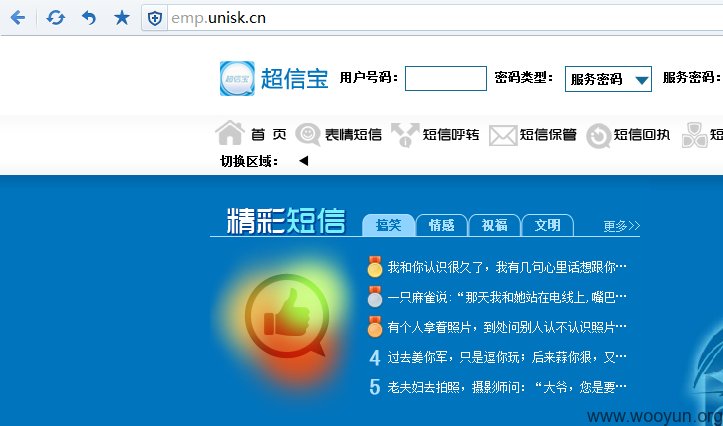 emp.unisk.cn
超信宝 超信宝 用户号码： 密码类型： 服务密码 服务密码：
首 页 表情短信 短信呼转 短信保管 短信回执 短
切换区域： ◀
精彩短信 搞笑 情感 祝福 文明 更多>>
我和你认识很久了，我有几句心里话想跟你…
一只麻雀说:“那天我和她站在电线上,嘴巴…
有个人拿着照片，到处问别人认不认识照片…
4 过去姜你军，只是逗你玩；后来蒜你狠，又…
5 老夫妇去拍照，摄影师问：“大爷，您是要…
www.wooyun.org